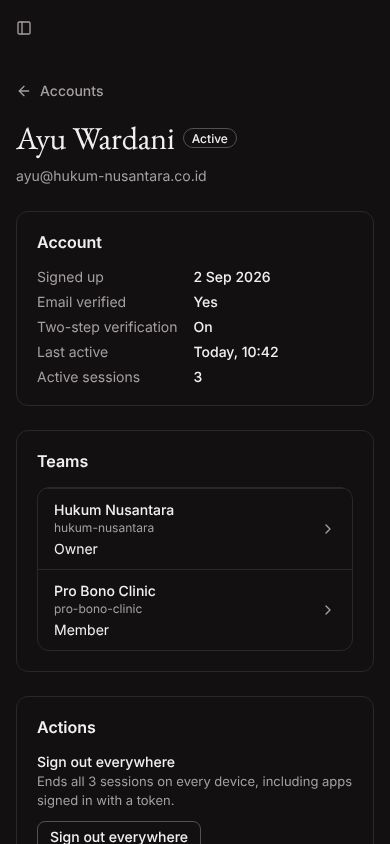 Accounts
Ayu Wardani Active
ayu@hukum-nusantara.co.id
Account
Signed up 2 Sep 2026
Email verified Yes
Two-step verification On
Last active Today, 10:42
Active sessions 3
Teams
Hukum Nusantara
hukum-nusantara
Owner
Pro Bono Clinic
pro-bono-clinic
Member
Actions
Sign out everywhere
Ends all 3 sessions on every device, including apps
signed in with a token.
Sign out everywhere